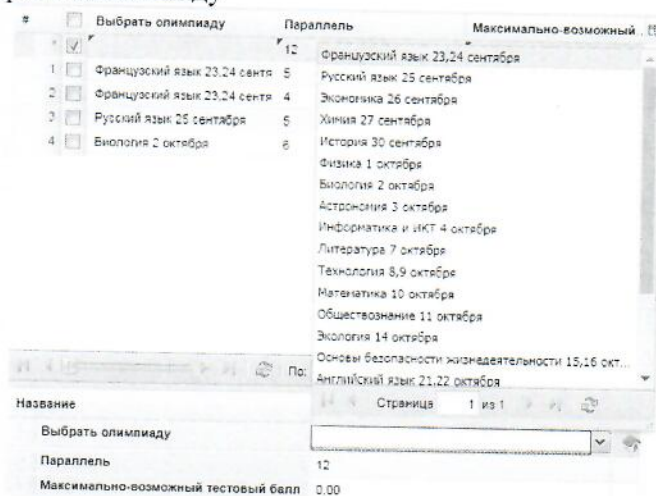 # Выбрать олимпиаду Параллель Максимально-возможный ..
* 12
1 Французский язык 23,24 сентя 5
2 Французский язык 23,24 сентя 4
3 Русский язык 25 сентября 5
4 Биология 2 октября 6
Французский язык 23,24 сентября
Русский язык 25 сентября
Экономика 26 сентября
Химия 27 сентября
История 30 сентября
Физика 1 октября
Биология 2 октября
Астрономия 3 октября
Информатика и ИКТ 4 октября
Литература 7 октября
Технология 8,9 октября
Математика 10 октября
Обществознание 11 октября
Экология 14 октября
Основы безопасности жизнедеятельности 15,16 окт...
Английский язык 21,22 октября
Страница 1 из 1
По:
Название
Выбрать олимпиаду
Параллель 12
Максимально-возможный тестовый балл 0,00